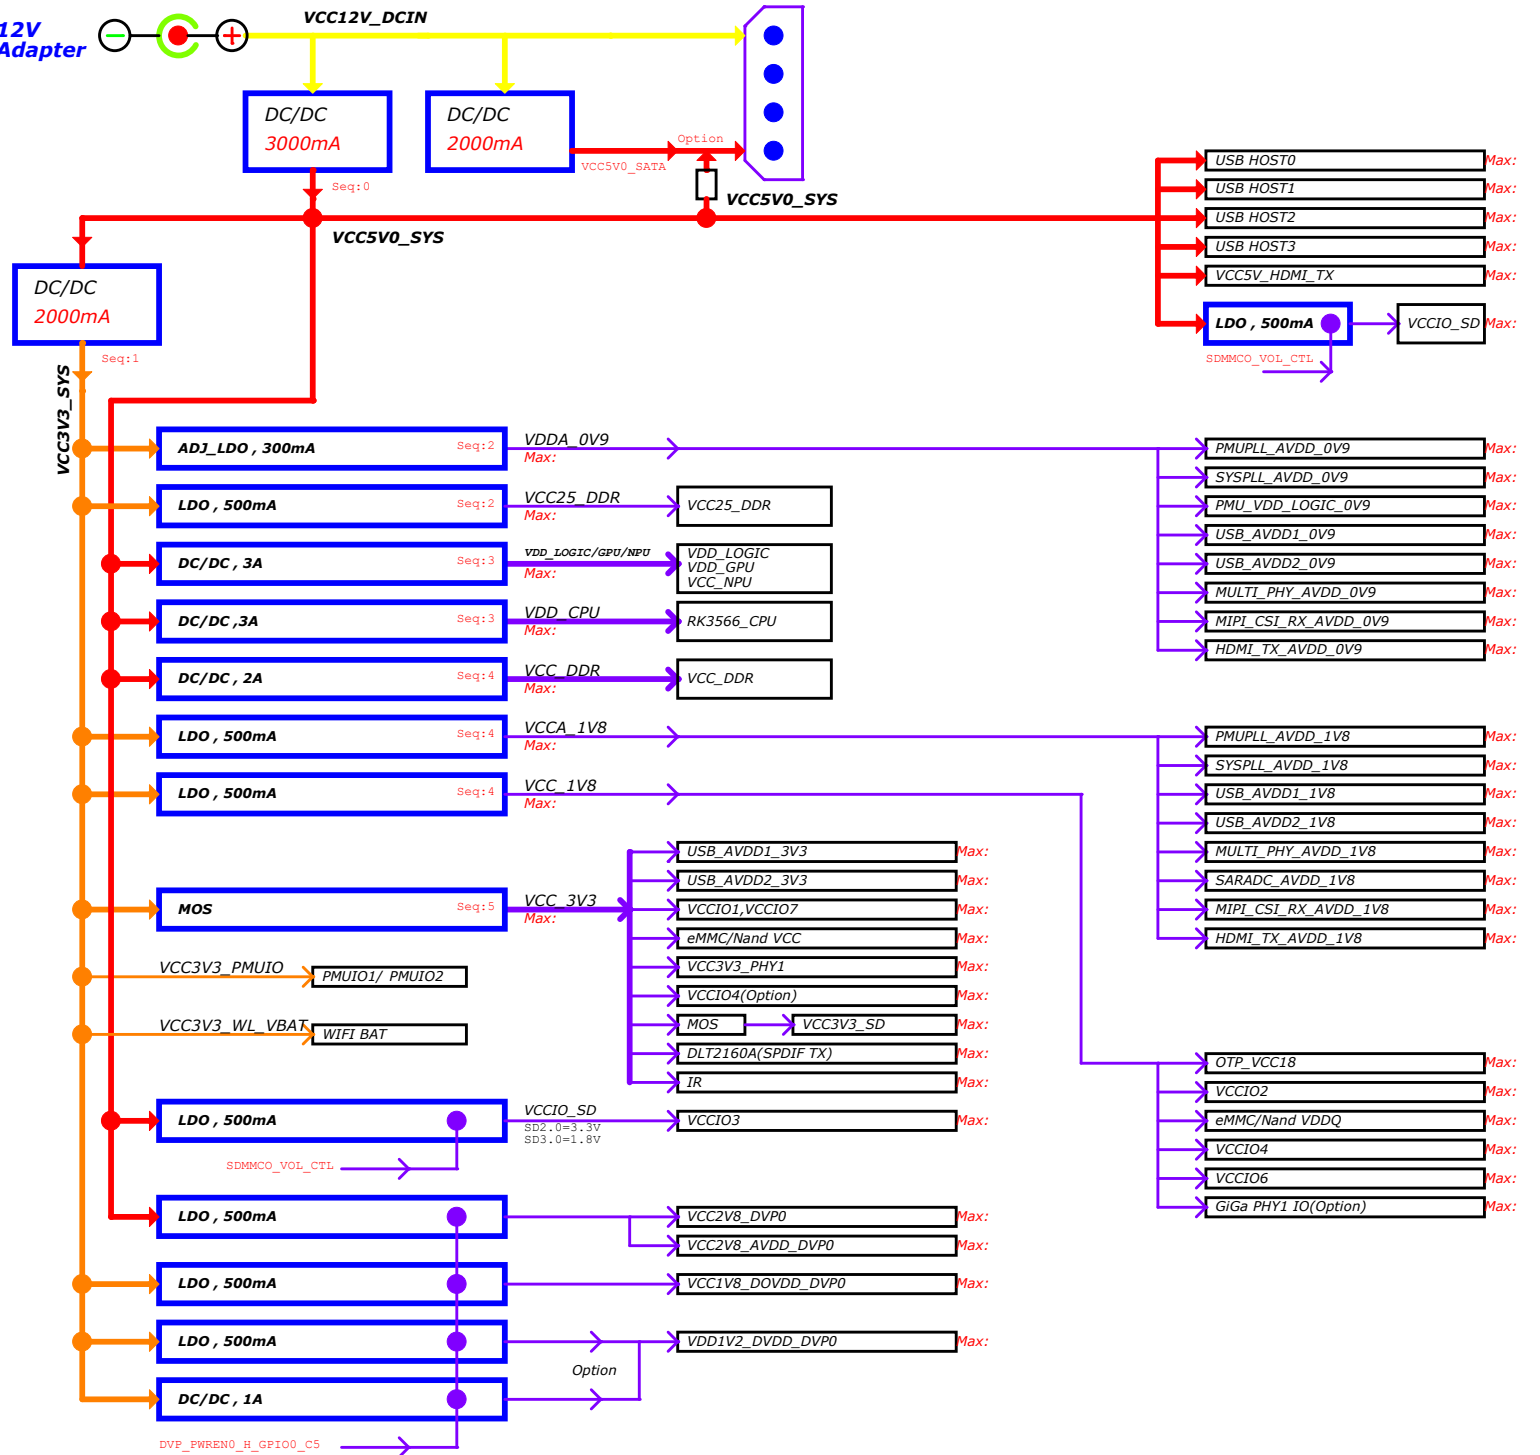 12V
Adapter
VCC12V_DCIN
DC/DC
3000mA
DC/DC
2000mA
Option
VCC5V0_SATA
Seq:0
VCC5V0_SYS
VCC5V0_SYS
USB HOST0 Max:
USB HOST1 Max:
USB HOST2 Max:
USB HOST3 Max:
VCC5V_HDMI_TX Max:
LDO , 500mA VCCIO_SD Max:
SDMMCO_VOL_CTL
DC/DC
2000mA
Seq:1
VCC3V3_SYS
ADJ_LDO , 300mA Seq:2 VDDA_0V9
Max:
LDO , 500mA Seq:2 VCC25_DDR
Max:
VCC25_DDR
DC/DC , 3A Seq:3 VDD_LOGIC/GPU/NPU
Max:
VDD_LOGIC
VDD_GPU
VCC_NPU
DC/DC ,3A Seq:3 VDD_CPU
Max:
RK3566_CPU
DC/DC , 2A Seq:4 VCC_DDR
Max:
VCC_DDR
LDO , 500mA Seq:4 VCCA_1V8
Max:
LDO , 500mA Seq:4 VCC_1V8
Max:
PMUPLL_AVDD_0V9 Max:
SYSPLL_AVDD_0V9 Max:
PMU_VDD_LOGIC_0V9 Max:
USB_AVDD1_0V9 Max:
USB_AVDD2_0V9 Max:
MULTI_PHY_AVDD_0V9 Max:
MIPI_CSI_RX_AVDD_0V9 Max:
HDMI_TX_AVDD_0V9 Max:
PMUPLL_AVDD_1V8 Max:
SYSPLL_AVDD_1V8 Max:
USB_AVDD1_1V8 Max:
USB_AVDD2_1V8 Max:
MULTI_PHY_AVDD_1V8 Max:
SARADC_AVDD_1V8 Max:
MIPI_CSI_RX_AVDD_1V8 Max:
HDMI_TX_AVDD_1V8 Max:
MOS Seq:5 VCC_3V3
Max:
USB_AVDD1_3V3 Max:
USB_AVDD2_3V3 Max:
VCCIO1,VCCIO7 Max:
eMMC/Nand VCC Max:
VCC3V3_PHY1 Max:
VCCIO4(Option) Max:
MOS VCC3V3_SD Max:
DLT2160A(SPDIF TX) Max:
IR Max:
VCC3V3_PMUIO
PMUIO1/ PMUIO2
VCC3V3_WL_VBAT
WIFI BAT
OTP_VCC18 Max:
VCCIO2 Max:
eMMC/Nand VDDQ Max:
VCCIO4 Max:
VCCIO6 Max:
GiGa PHY1 IO(Option) Max:
LDO , 500mA VCCIO_SD
SD2.0=3.3V
SD3.0=1.8V
VCCIO3 Max:
SDMMCO_VOL_CTL
LDO , 500mA VCC2V8_DVP0 Max:
VCC2V8_AVDD_DVP0 Max:
LDO , 500mA VCC1V8_DOVDD_DVP0 Max:
LDO , 500mA VDD1V2_DVDD_DVP0 Max:
Option
DC/DC , 1A
DVP_PWREN0_H_GPIO0_C5